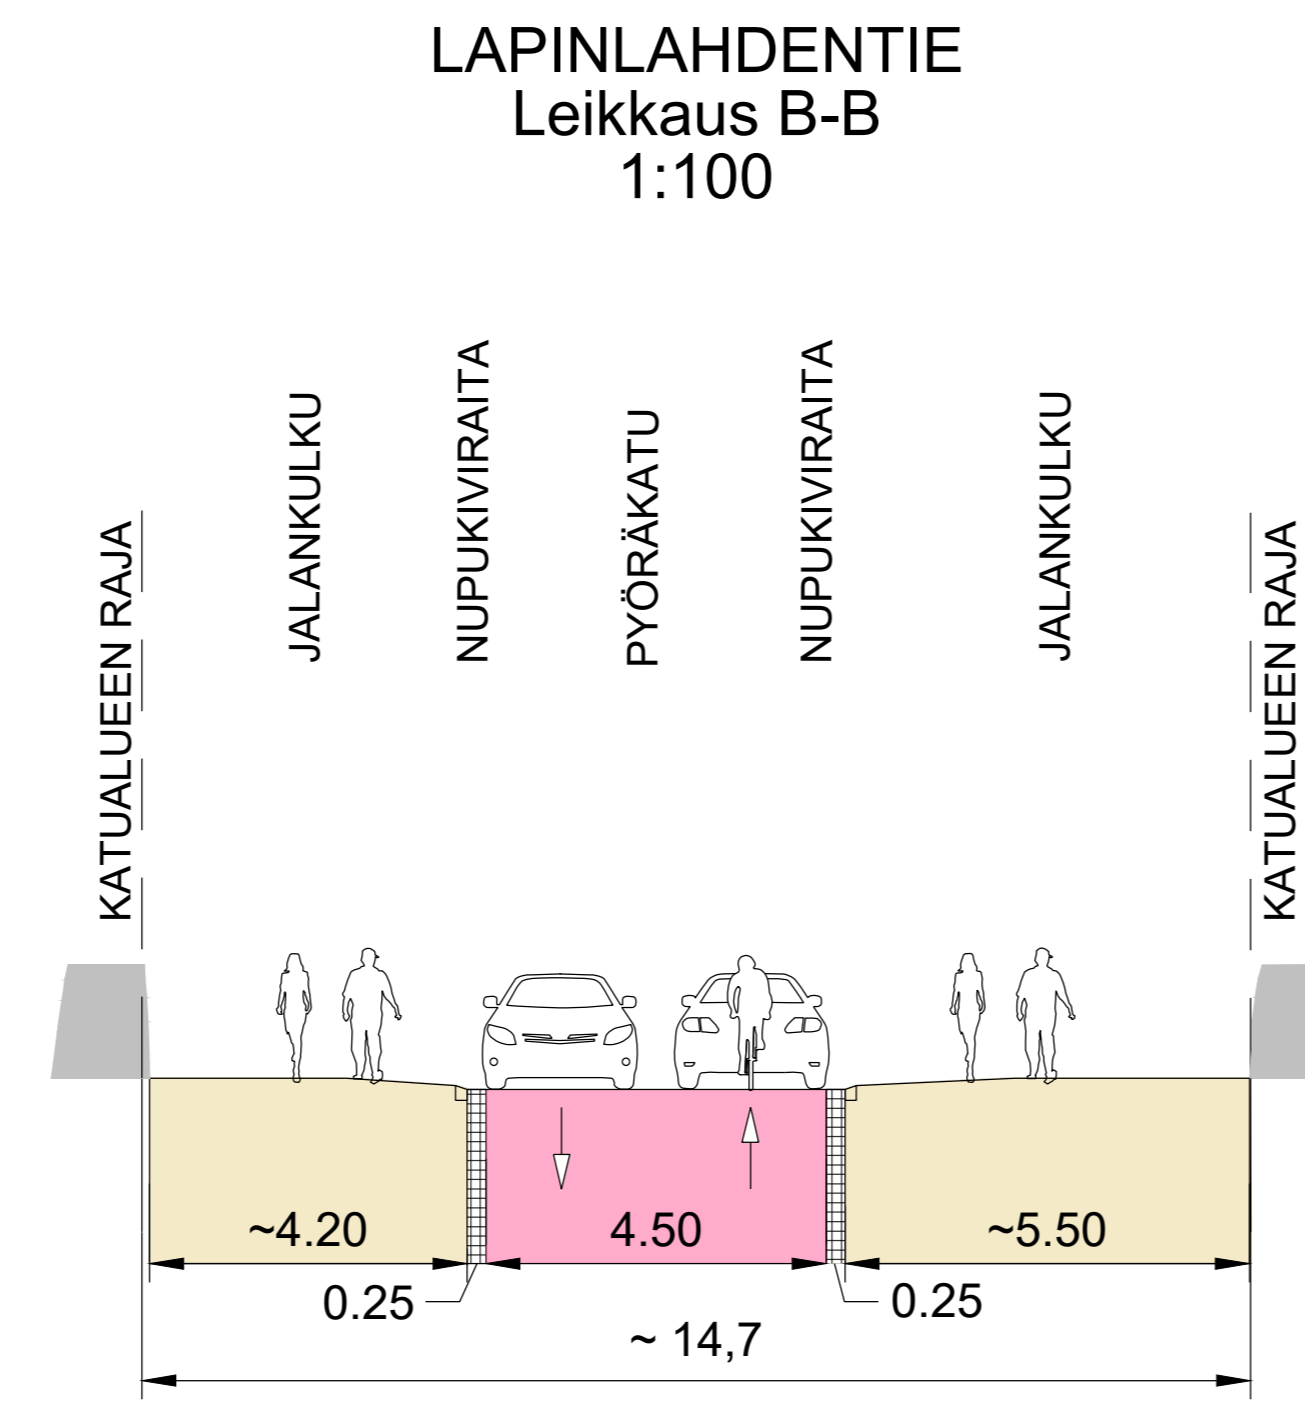 LAPINLAHDENTIE
Leikkaus B-B
1:100
KATUALUEEN RAJA
JALANKULKU
NUPUKIVIRAITA
PYÖRÄKATU
NUPUKIVIRAITA
JALANKULKU
KATUALUEEN RAJA
~4.20
4.50
~5.50
0.25
0.25
~ 14,7